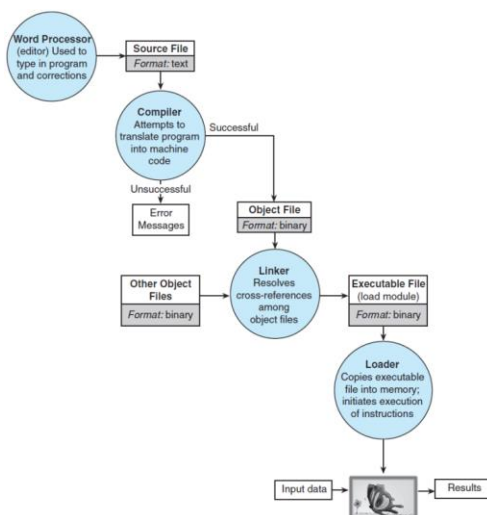 Word Processor
(editor) Used to
type in program
and corrections
Source File
Format: text
Compiler
Attempts to
translate program
into machine
code
Successful
Unsuccessful
Error
Messages
Object File
Format: binary
Other Object
Files
Format: binary
Linker
Resolves
cross-references
among
object files
Executable File
(load module)
Format: binary
Loader
Copies executable
file into memory;
initiates execution
of instructions
Input data
Results